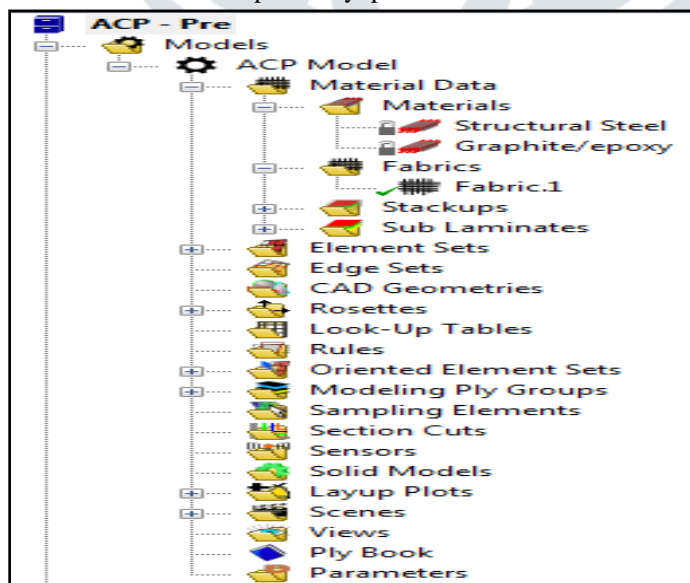 ACP - Pre
Models
ACP Model
Material Data
Materials
Structural Steel
Graphite/epoxy
Fabrics
Fabric.1
Stackups
Sub Laminates
Element Sets
Edge Sets
CAD Geometries
Rosettes
Look-Up Tables
Rules
Oriented Element Sets
Modeling Ply Groups
Sampling Elements
Section Cuts
Sensors
Solid Models
Layup Plots
Scenes
Views
Ply Book
Parameters